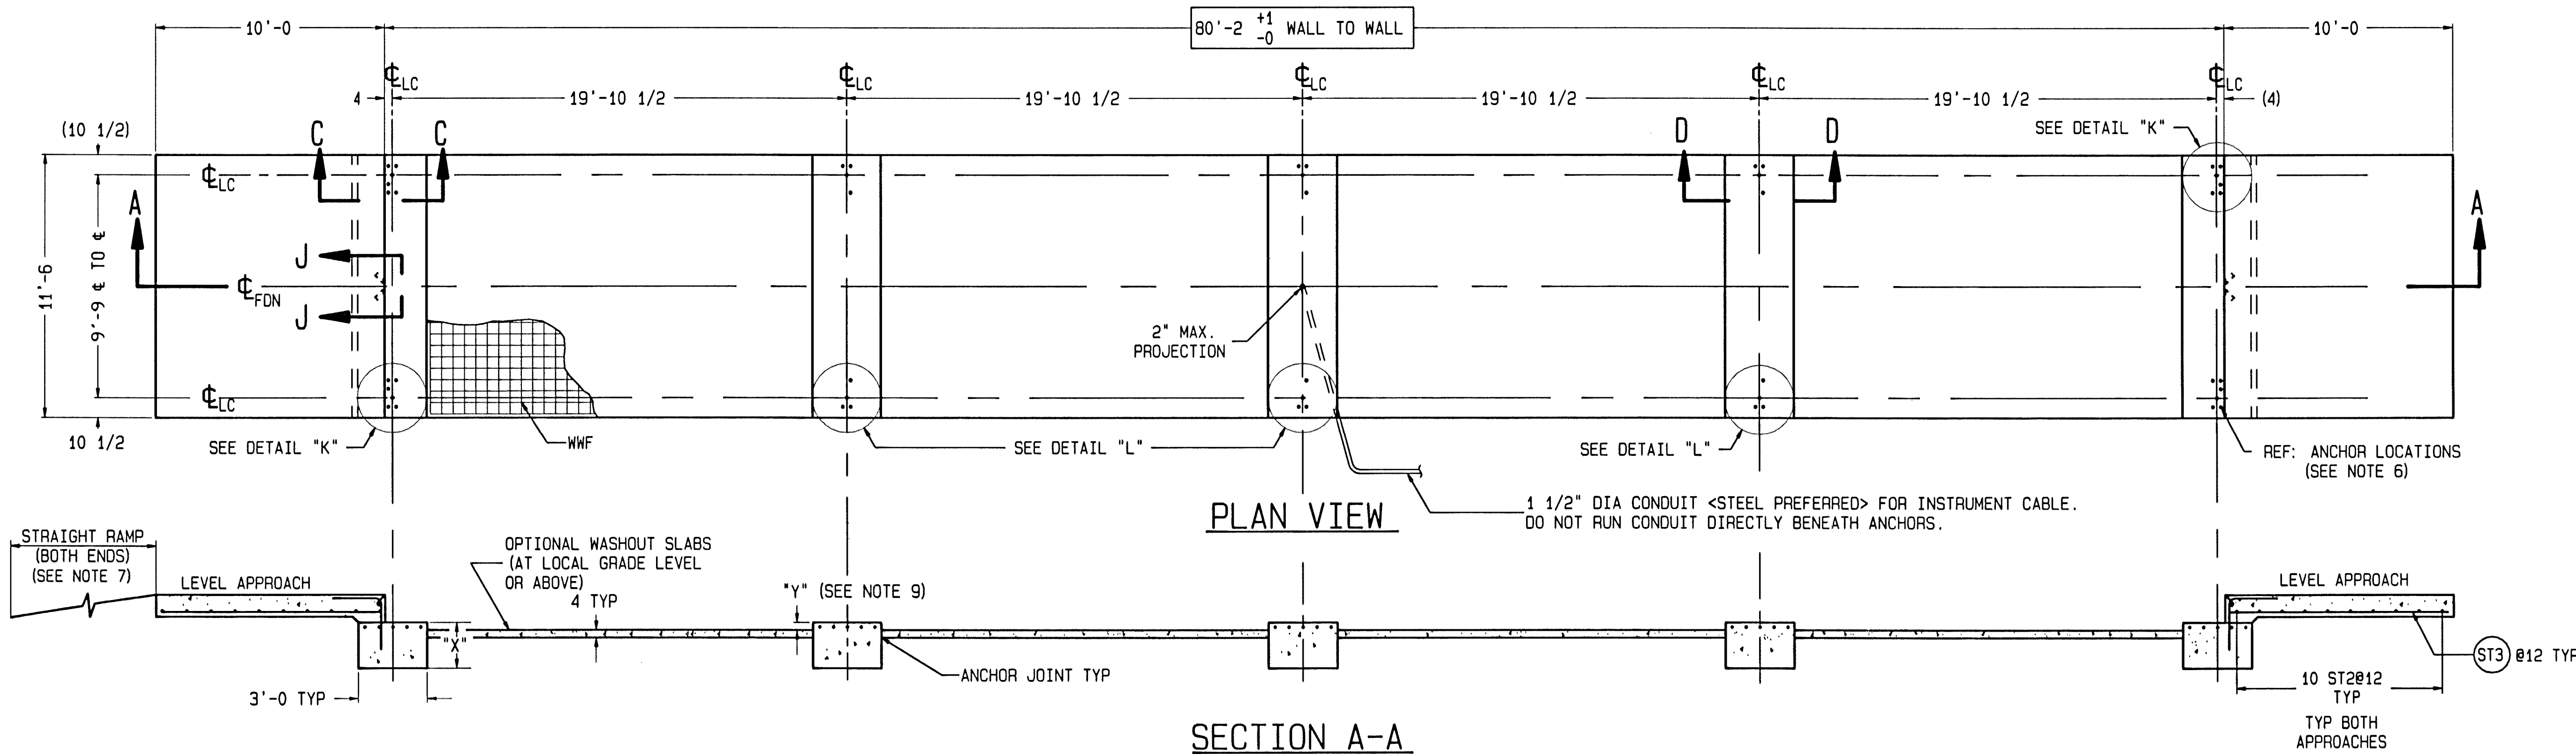 10'-0
80'-2 +1 -0 WALL TO WALL
10'-0
℄LC
℄LC
℄LC
℄LC
℄LC
4
19'-10 1/2
19'-10 1/2
19'-10 1/2
19'-10 1/2
(4)
(10 1/2)
C
C
D
D
SEE DETAIL "K"
℄LC
A
A
11'-6
9'-9 ℄ TO ℄
J
℄FDN
J
2" MAX.
PROJECTION
℄LC
10 1/2
SEE DETAIL "K"
WWF
SEE DETAIL "L"
SEE DETAIL "L"
REF: ANCHOR LOCATIONS
(SEE NOTE 6)
PLAN VIEW
1 1/2" DIA CONDUIT <STEEL PREFERRED> FOR INSTRUMENT CABLE.
DO NOT RUN CONDUIT DIRECTLY BENEATH ANCHORS.
STRAIGHT RAMP
(BOTH ENDS)
(SEE NOTE 7)
LEVEL APPROACH
OPTIONAL WASHOUT SLABS
(AT LOCAL GRADE LEVEL
OR ABOVE)
4 TYP
"Y" (SEE NOTE 9)
LEVEL APPROACH
"X"
ANCHOR JOINT TYP
3'-0 TYP
ST3 @12 TYP
10 ST2@12
TYP
TYP BOTH
APPROACHES
SECTION A-A